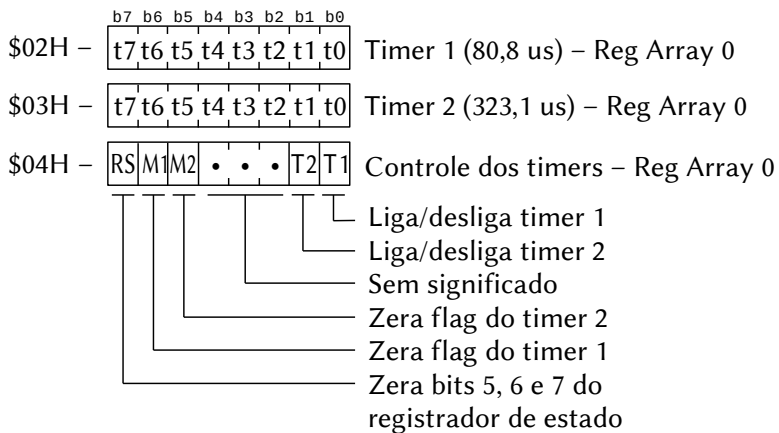 b7 b6 b5 b4 b3 b2 b1 b0
$02H – t7 t6 t5 t4 t3 t2 t1 t0 Timer 1 (80,8 us) – Reg Array 0
$03H – t7 t6 t5 t4 t3 t2 t1 t0 Timer 2 (323,1 us) – Reg Array 0
$04H – RS M1 M2 • • • T2 T1 Controle dos timers – Reg Array 0
Liga/desliga timer 1
Liga/desliga timer 2
Sem significado
Zera flag do timer 2
Zera flag do timer 1
Zera bits 5, 6 e 7 do
registrador de estado